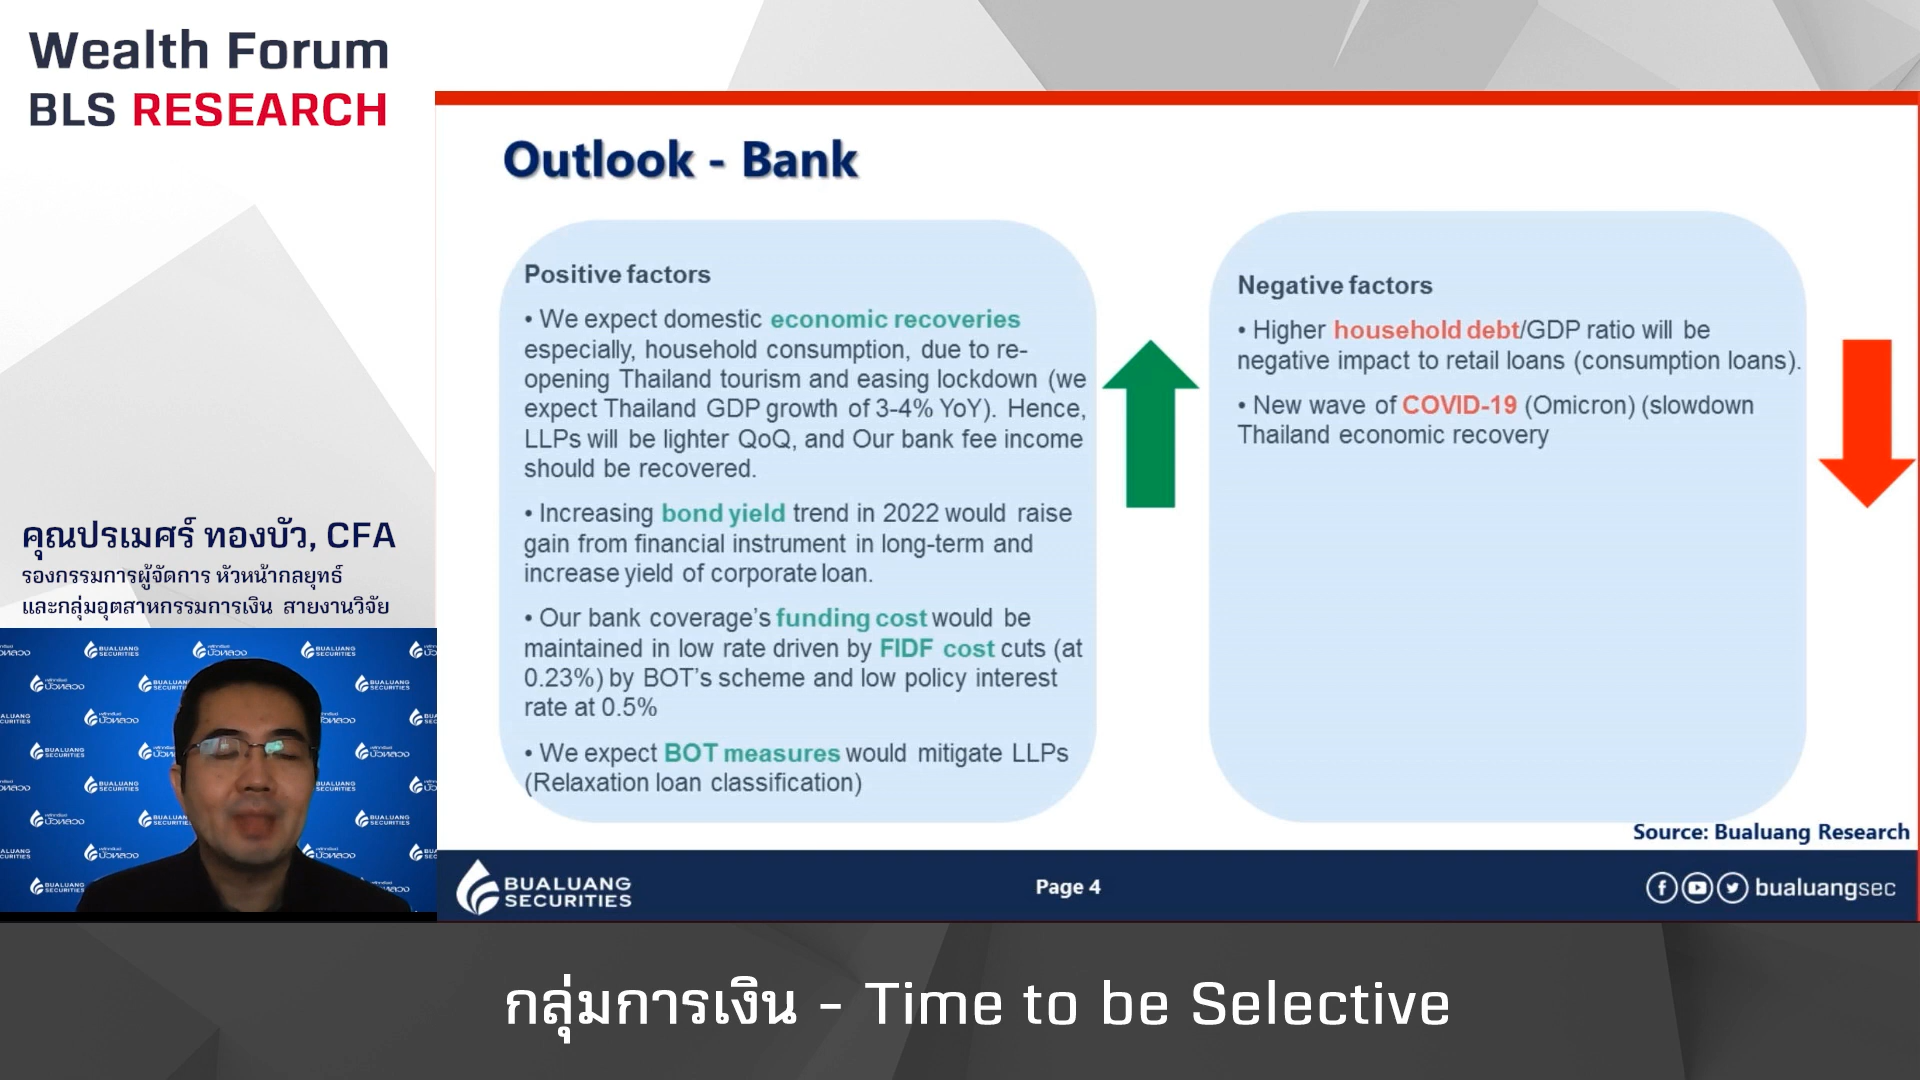 Wealth Forum
BLS RESEARCH
คุณปรเมศร์ ทองบัว, CFA
รองกรรมการผู้จัดการ หัวหน้ากลยุทธ์
และกลุ่มอุตสาหกรรมการเงิน สายงานวิจัย
Outlook - Bank
Positive factors
• We expect domestic economic recoveries
especially, household consumption, due to re-
opening Thailand tourism and easing lockdown (we
expect Thailand GDP growth of 3-4% YoY). Hence,
LLPs will be lighter QoQ, and Our bank fee income
should be recovered.
• Increasing bond yield trend in 2022 would raise
gain from financial instrument in long-term and
increase yield of corporate loan.
• Our bank coverage's funding cost would be
maintained in low rate driven by FIDF cost cuts (at
0.23%) by BOT's scheme and low policy interest
rate at 0.5%
• We expect BOT measures would mitigate LLPs
(Relaxation loan classification)
Negative factors
• Higher household debt/GDP ratio will be
negative impact to retail loans (consumption loans).
• New wave of COVID-19 (Omicron) (slowdown
Thailand economic recovery
Source: Bualuang Research
BUALUANG
SECURITIES
Page 4
bualuangsec
กลุ่มการเงิน - Time to be Selective